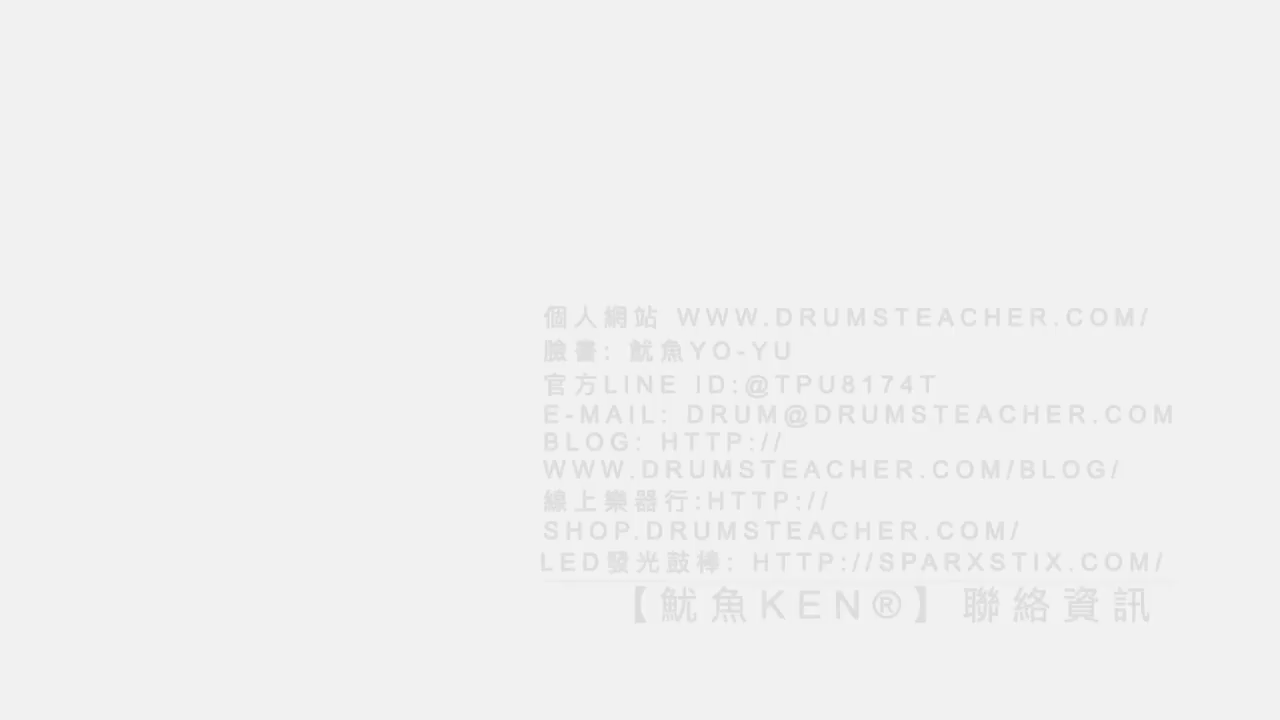 個人網站 WWW.DRUMSTEACHER.COM/
臉書: 魷魚YO-YU
官方LINE ID:@TPU8174T
E-MAIL: DRUM@DRUMSTEACHER.COM
BLOG: HTTP://
WWW.DRUMSTEACHER.COM/BLOG/
線上樂器行:HTTP://
SHOP.DRUMSTEACHER.COM/
LED發光鼓棒: HTTP://SPARXSTIX.COM/
【魷魚KEN®】聯絡資訊